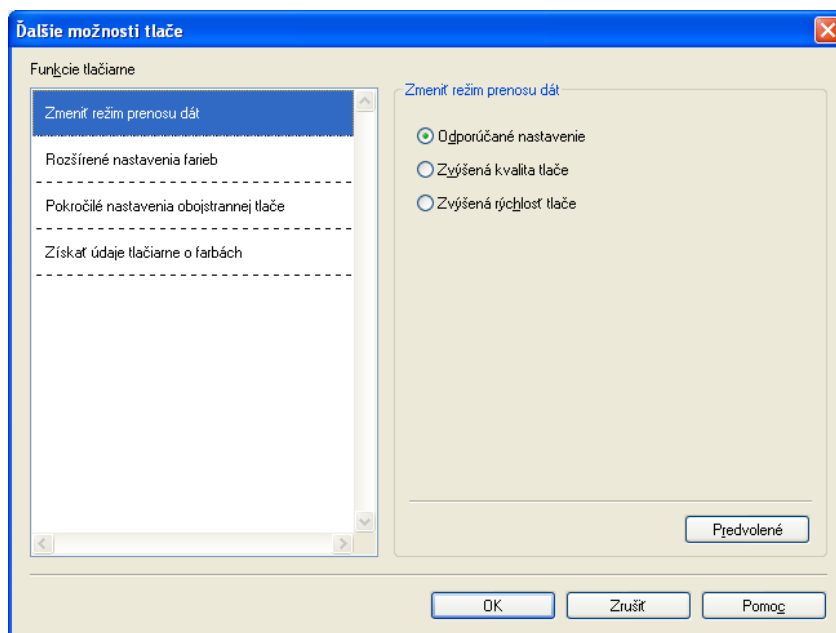 Ďalšie možnosti tlače
Funkcie tlačiarne
Zmeniť režim prenosu dát
Rozšírené nastavenia farieb
Pokročilé nastavenia obojstrannej tlače
Získať údaje tlačiarne o farbách
Zmeniť režim prenosu dát
Odporúčané nastavenie
Zvýšená kvalita tlače
Zvýšená rýchlosť tlače
Predvolené
OK
Zrušiť
Pomoc